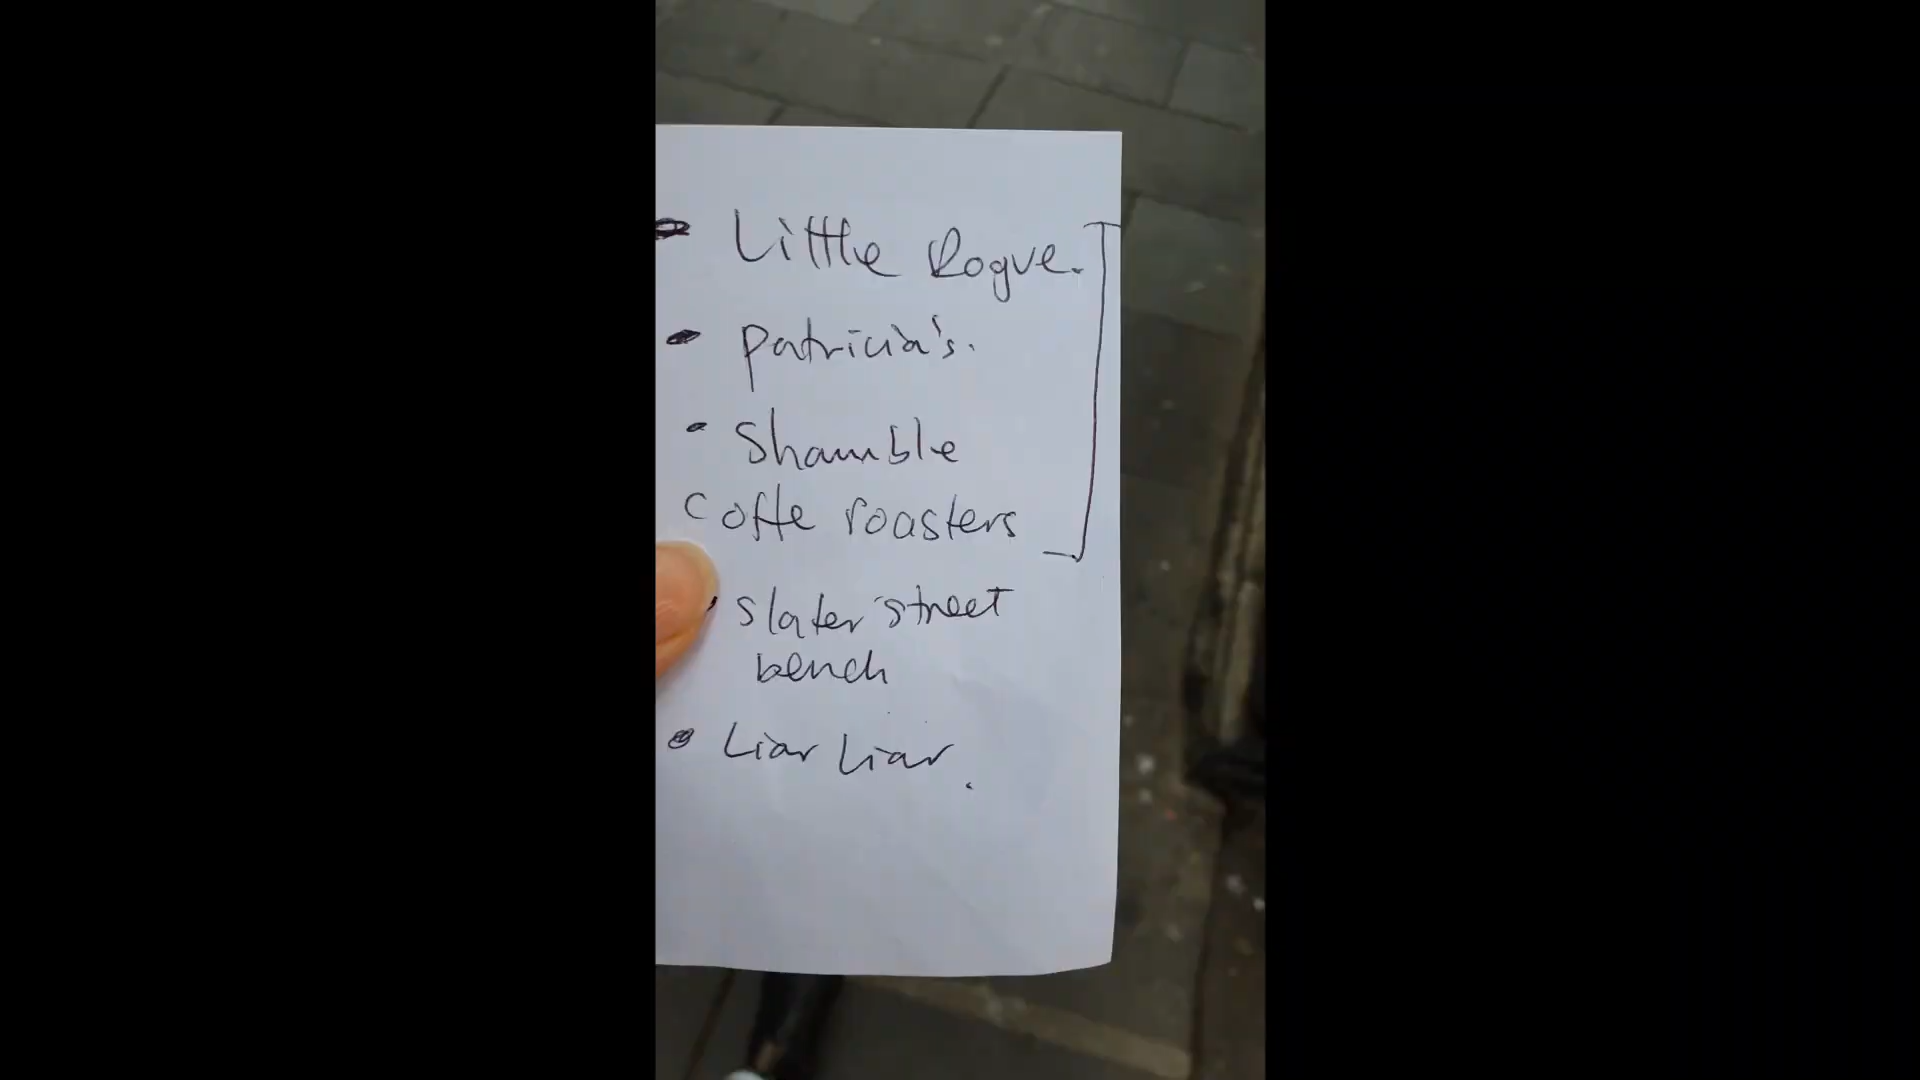 Little Rogue.
Patricia's.
Shamble
Coffe roasters
Slater street
bench
Liar Liar.